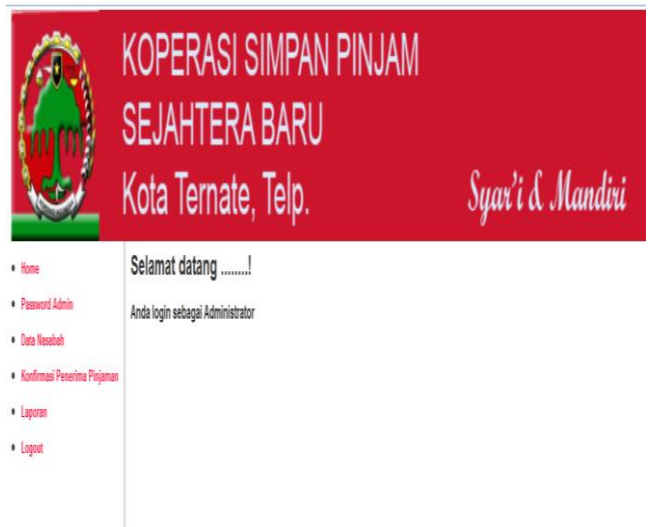 KOPERASI SIMPAN PINJAM
SEJAHTERA BARU
Kota Ternate, Telp.
Syar'i & Mandiri
Home
Password Admin
Data Nasabah
Konfirmasi Penerima Pinjaman
Laporan
Logout
Selamat datang ........!
Anda login sebagai Administrator